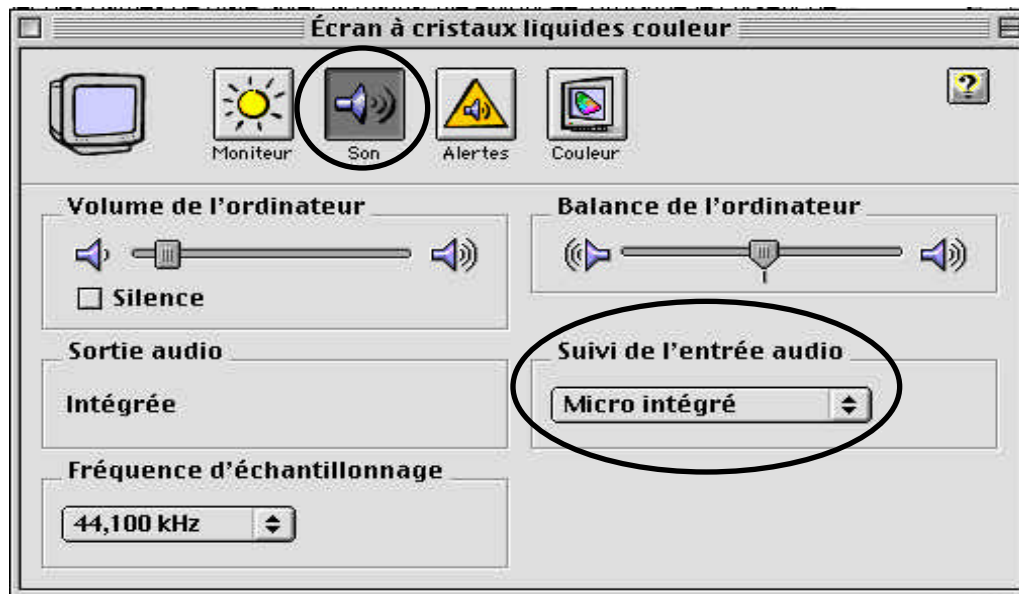 Écran à cristaux liquides couleur
Moniteur Son Alertes Couleur
?
Volume de l'ordinateur
Balance de l'ordinateur
Silence
Sortie audio
Suivi de l'entrée audio
Intégrée
Micro intégré
Fréquence d'échantillonnage
44,100 kHz